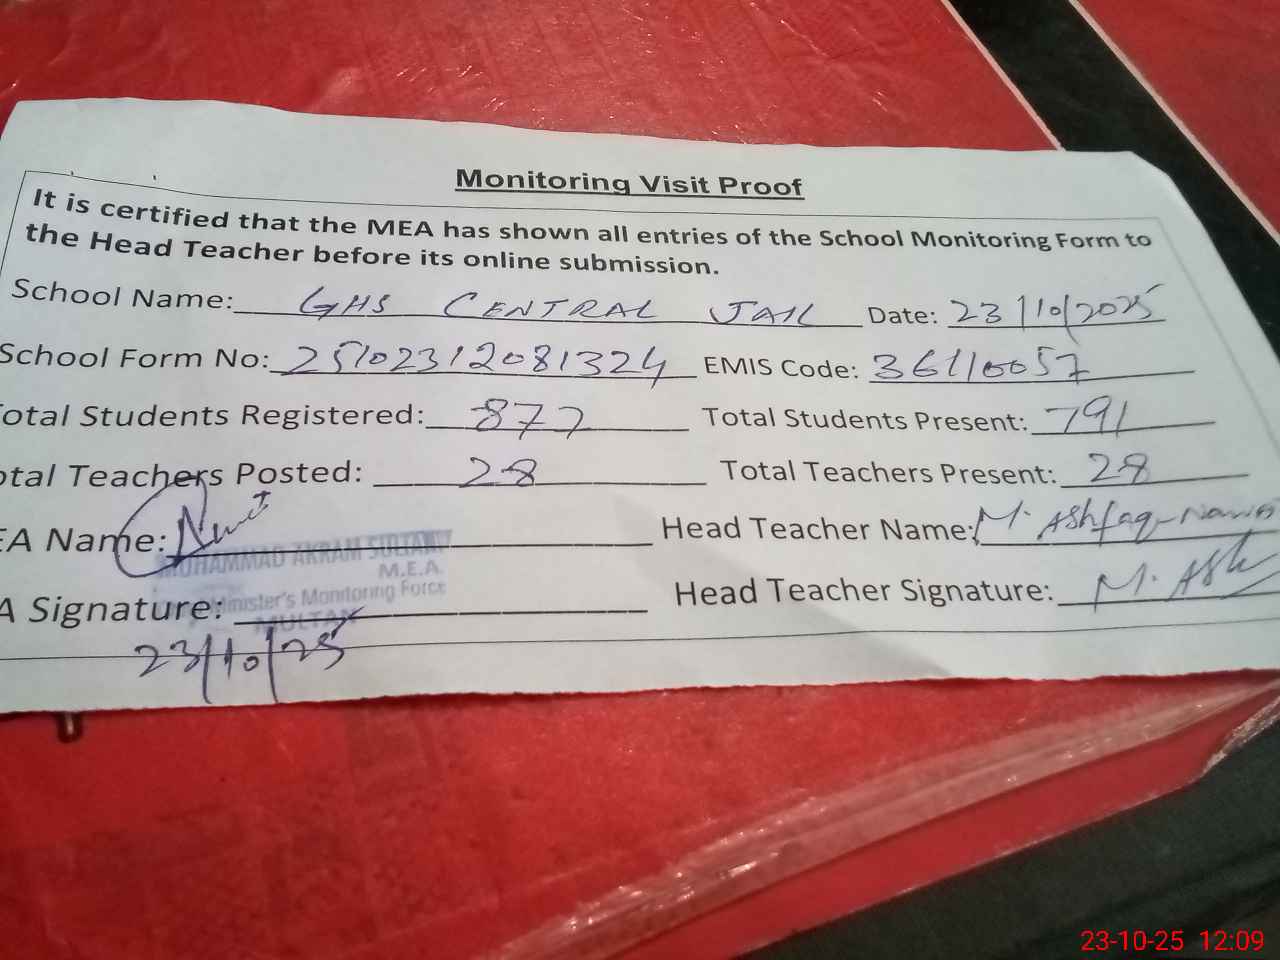 Monitoring Visit Proof
It is certified that the MEA has shown all entries of the School Monitoring Form to
the Head Teacher before its online submission.
School Name: GHS CENTRAL JAIL Date: 23/10/2025
School Form No: 25102312081324 EMIS Code: 36110057
otal Students Registered: 877 Total Students Present: 791
otal Teachers Posted: 28 Total Teachers Present: 28
EA Name: Head Teacher Name: M. Ashfaq
MUHAMMAD AKRAM SULTANI
M.E.A.
A Signature: Minister's Monitoring Force Head Teacher Signature: M. Ash
MULTAN
23/10/25
23-10-25 12:09